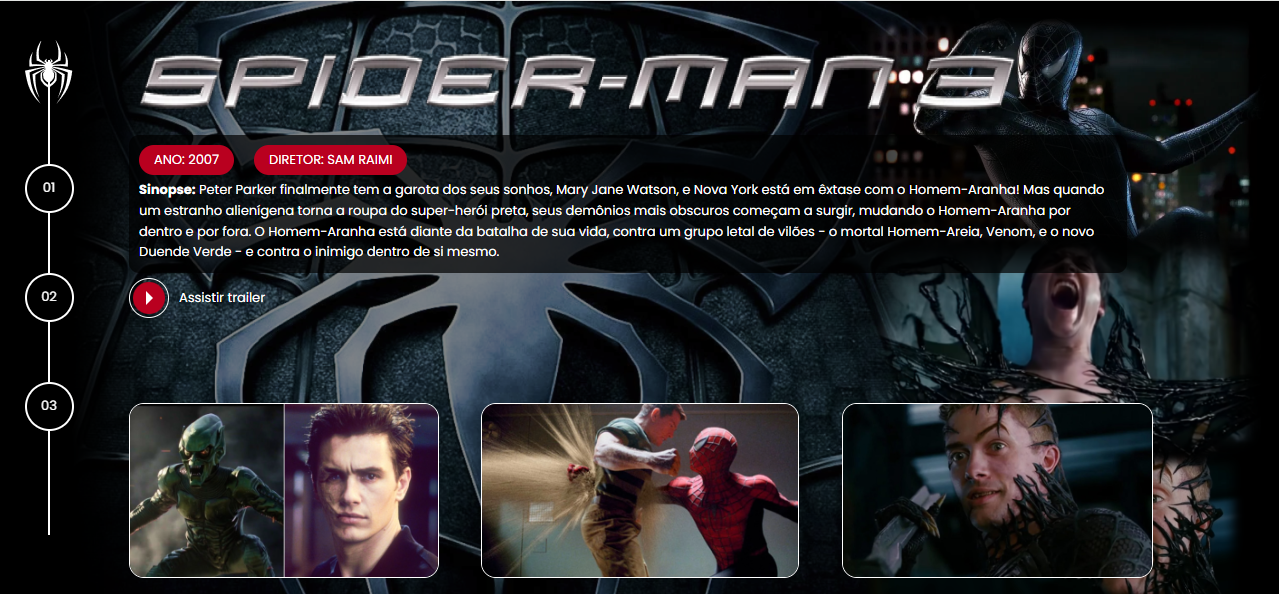 SPIDER-MAN 3
ANO: 2007
DIRETOR: SAM RAIMI
Sinopse: Peter Parker finalmente tem a garota dos seus sonhos, Mary Jane Watson, e Nova York está em êxtase com o Homem-Aranha! Mas quando
um estranho alienígena torna a roupa do super-herói preta, seus demônios mais obscuros começam a surgir, mudando o Homem-Aranha por
dentro e por fora. O Homem-Aranha está diante da batalha de sua vida, contra um grupo letal de vilões - o mortal Homem-Areia, Venom, e o novo
Duende Verde - e contra o inimigo dentro de si mesmo.
Assistir trailer
01
02
03